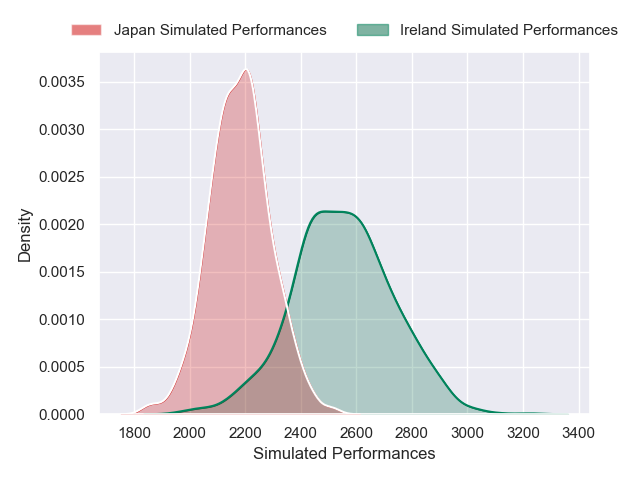 Japan Simulated Performances
Ireland Simulated Performances
0.0035
0.0030
0.0025
0.0020
0.0015
0.0010
0.0005
0.0000
Density
1800 2000 2200 2400 2600 2800 3000 3200 3400
Simulated Performances